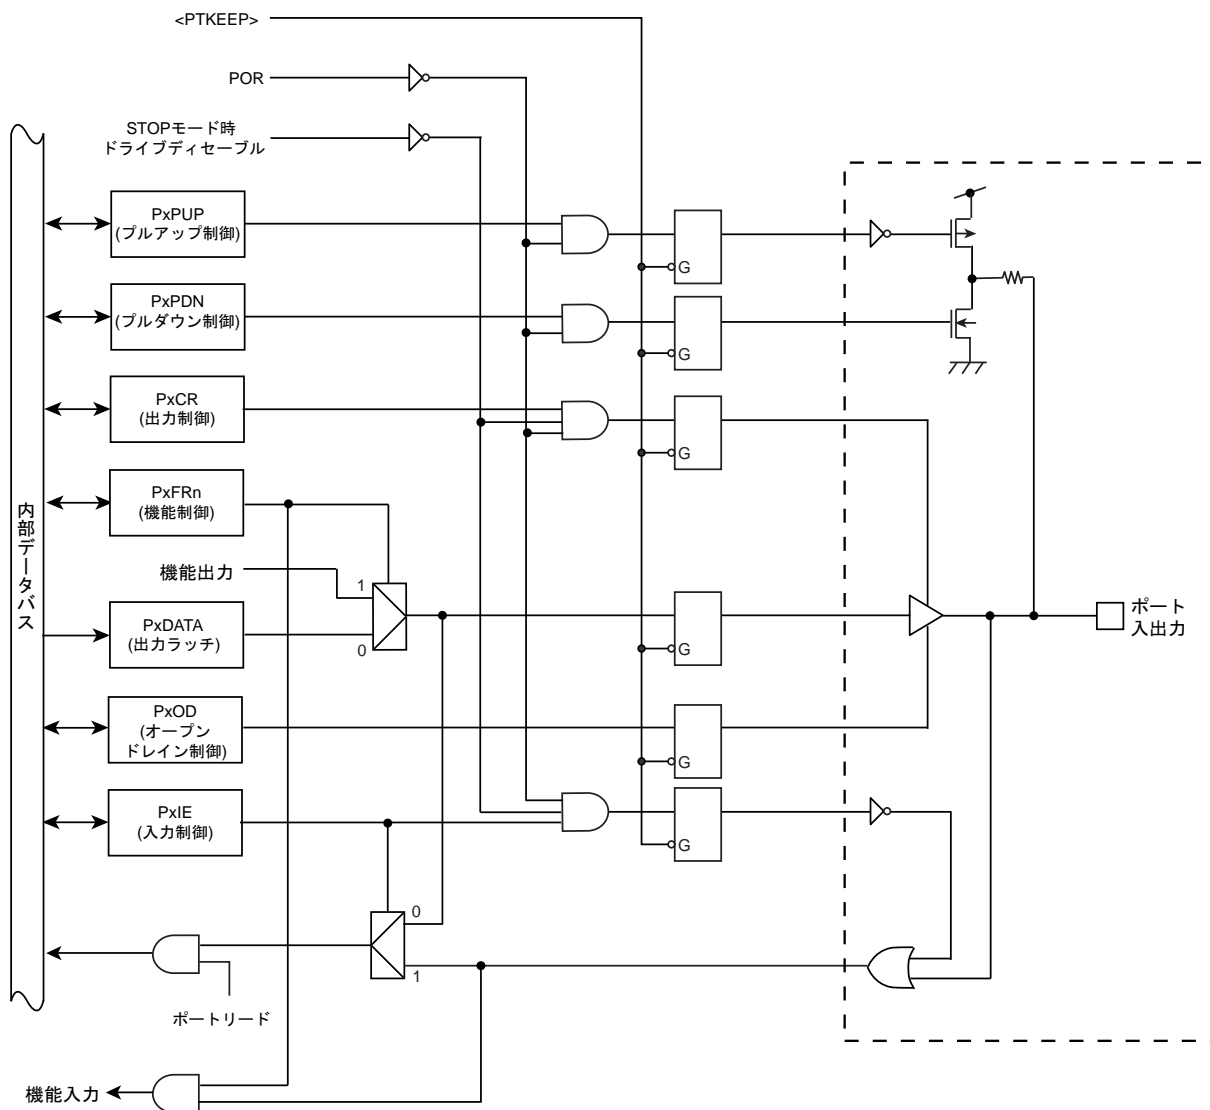 <PTKEEP>
POR
STOPモード時
ドライブディセーブル
PxPUP
(プルアップ制御)
G
PxPDN
(プルダウン制御)
G
PxCR
(出力制御)
G
PxFRn
(機能制御)
内部データバス
機能出力
1
PxDATA
(出力ラッチ)
0
G
ポート
入出力
PxOD
(オープン
ドレイン制御)
G
PxIE
(入力制御)
G
0
1
ポートリード
機能入力